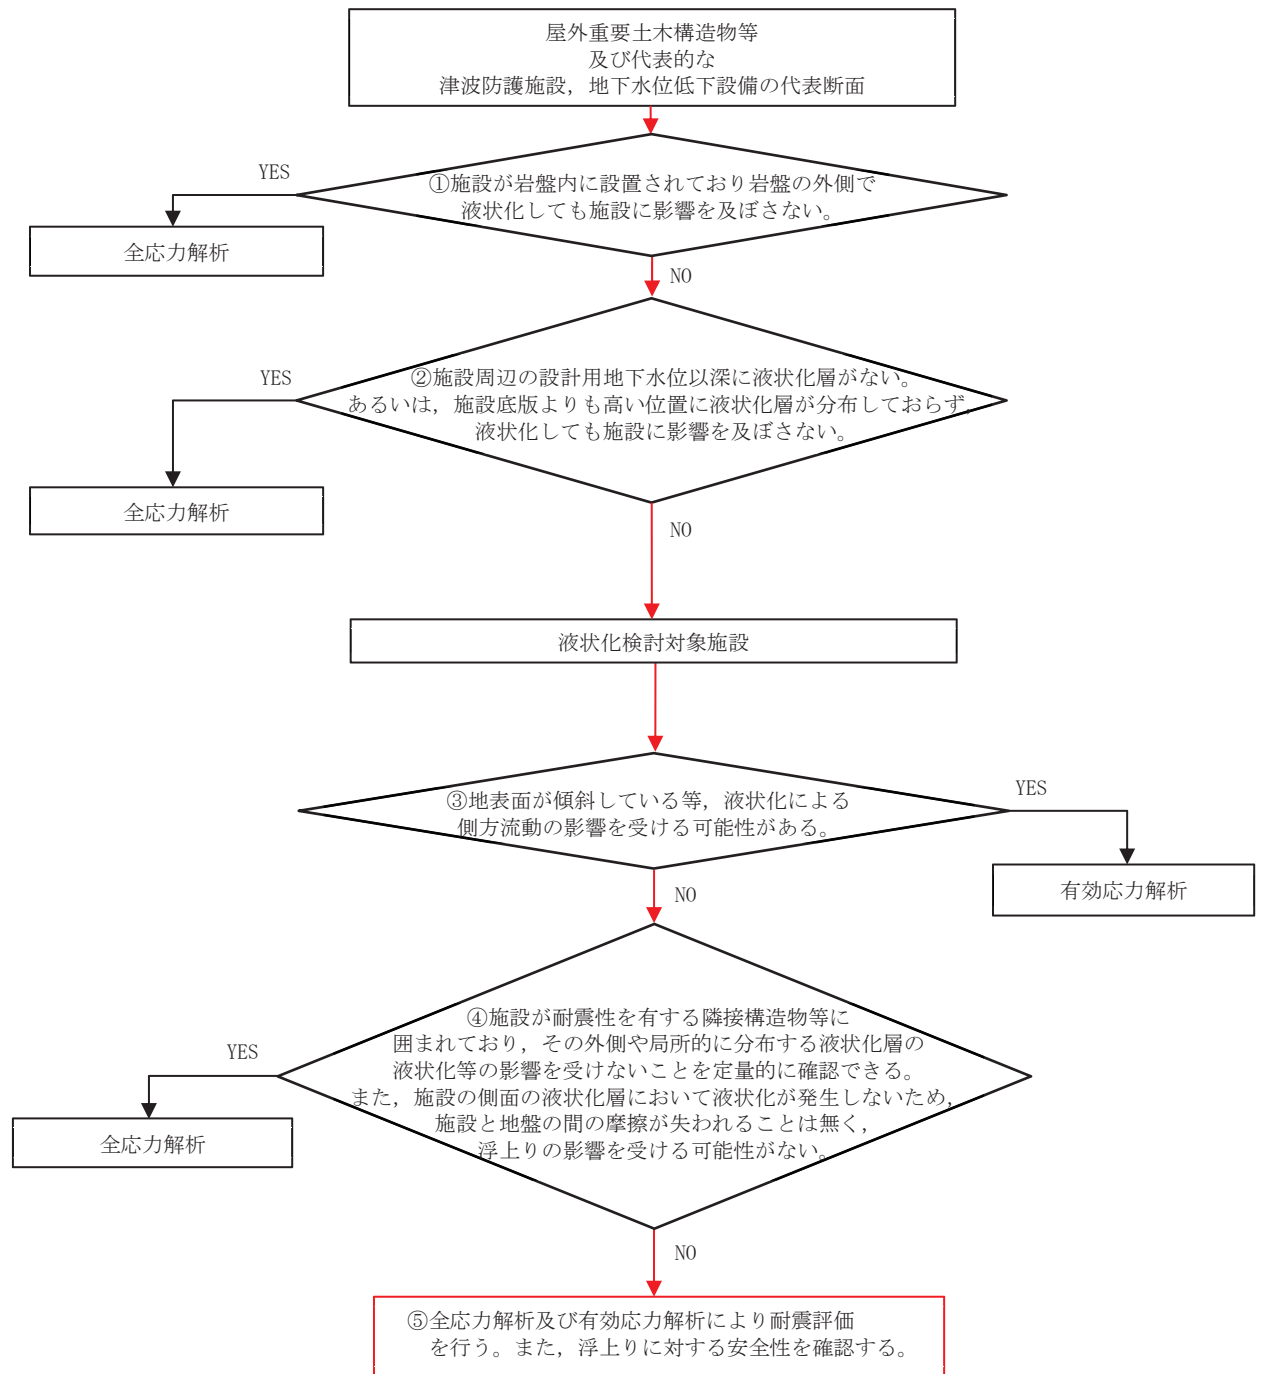 屋外重要土木構造物等
及び代表的な
津波防護施設，地下水位低下設備の代表断面
YES
①施設が岩盤内に設置されており岩盤の外側で
液状化しても施設に影響を及ぼさない。
全応力解析
NO
YES
②施設周辺の設計用地下水位以深に液状化層がない。
あるいは，施設底版よりも高い位置に液状化層が分布しておらず，
液状化しても施設に影響を及ぼさない。
全応力解析
NO
液状化検討対象施設
③地表面が傾斜している等，液状化による
側方流動の影響を受ける可能性がある。
YES
有効応力解析
NO
YES
④施設が耐震性を有する隣接構造物等に
囲まれており，その外側や局所的に分布する液状化層の
液状化等の影響を受けないことを定量的に確認できる。
また，施設の側面の液状化層において液状化が発生しないため，
施設と地盤の間の摩擦が失われることは無く，
浮上りの影響を受ける可能性がない。
全応力解析
NO
⑤全応力解析及び有効応力解析により耐震評価
を行う。また，浮上りに対する安全性を確認する。